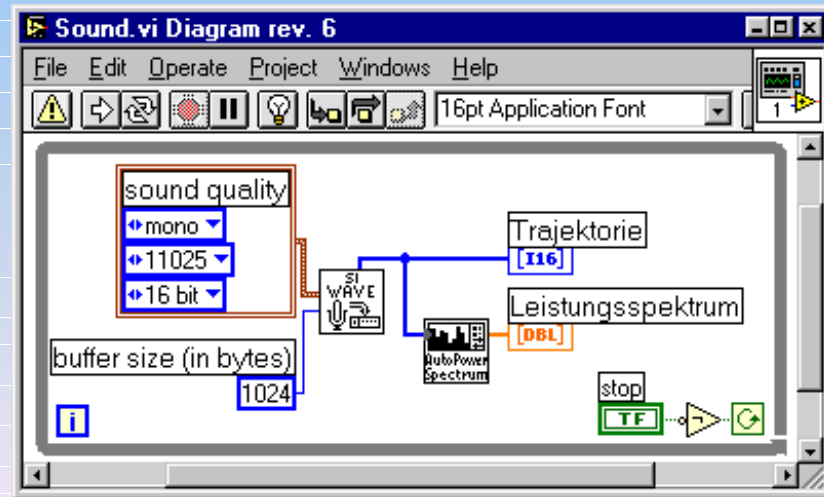 Sound.vi Diagram rev. 6
File Edit Operate Project Windows Help
16pt Application Font
1
sound quality
mono
11025
16 bit
SI
WAVE
Trajektorie
[I16]
AutoPower
Spectrum
Leistungsspektrum
[DBL]
buffer size (in bytes)
1024
i
stop
TF